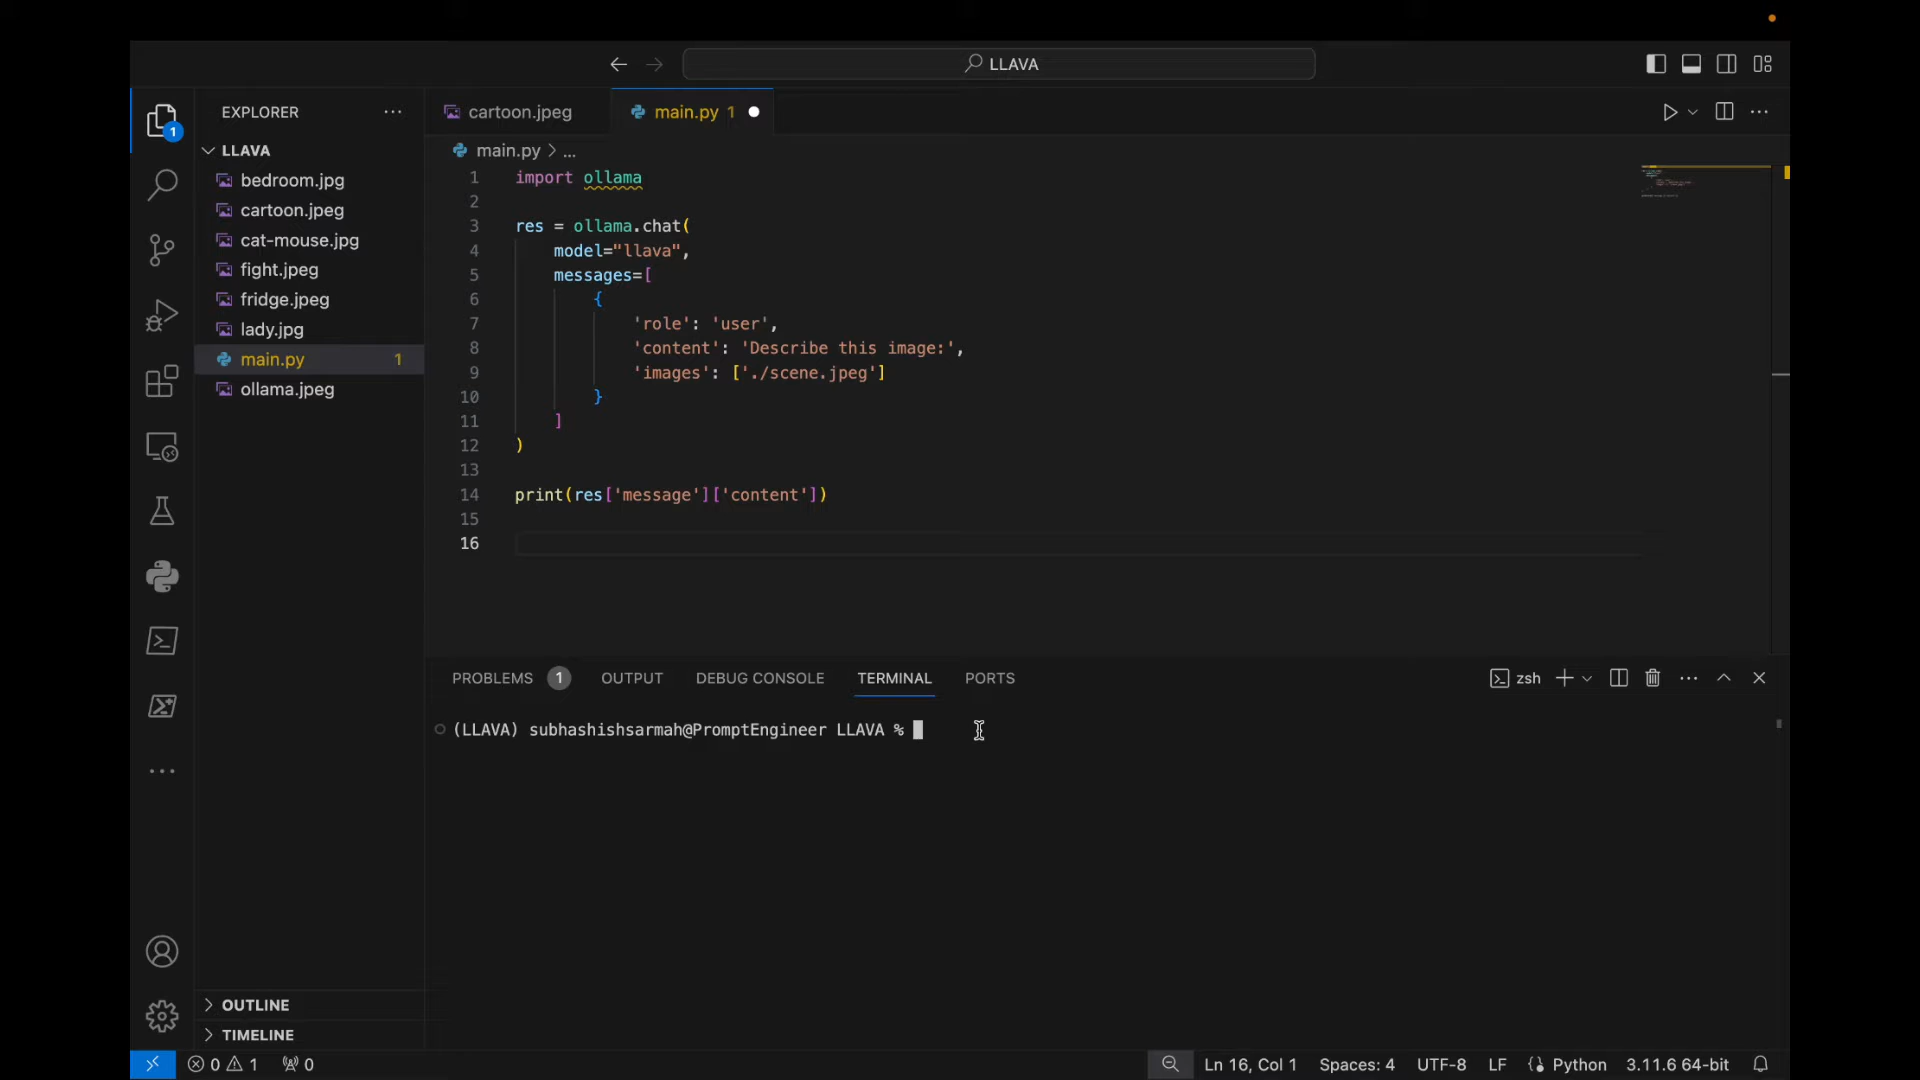 LLAVA
EXPLORER
cartoon.jpeg
main.py 1
1
LLAVA
main.py > ...
bedroom.jpg
cartoon.jpeg
cat-mouse.jpg
fight.jpeg
fridge.jpeg
lady.jpg
main.py 1
ollama.jpeg
1 import ollama
2
3 res = ollama.chat(
4 model="llava",
5 messages=[
6 {
7 'role': 'user',
8 'content': 'Describe this image:',
9 'images': ['./scene.jpeg']
10 }
11 ]
12 )
13
14 print(res['message']['content'])
15
16
PROBLEMS 1 OUTPUT DEBUG CONSOLE TERMINAL PORTS
zsh
(LLAVA) subhashishsarmah@PromptEngineer LLAVA %
OUTLINE
TIMELINE
0 1 0
Ln 16, Col 1 Spaces: 4 UTF-8 LF Python 3.11.6 64-bit